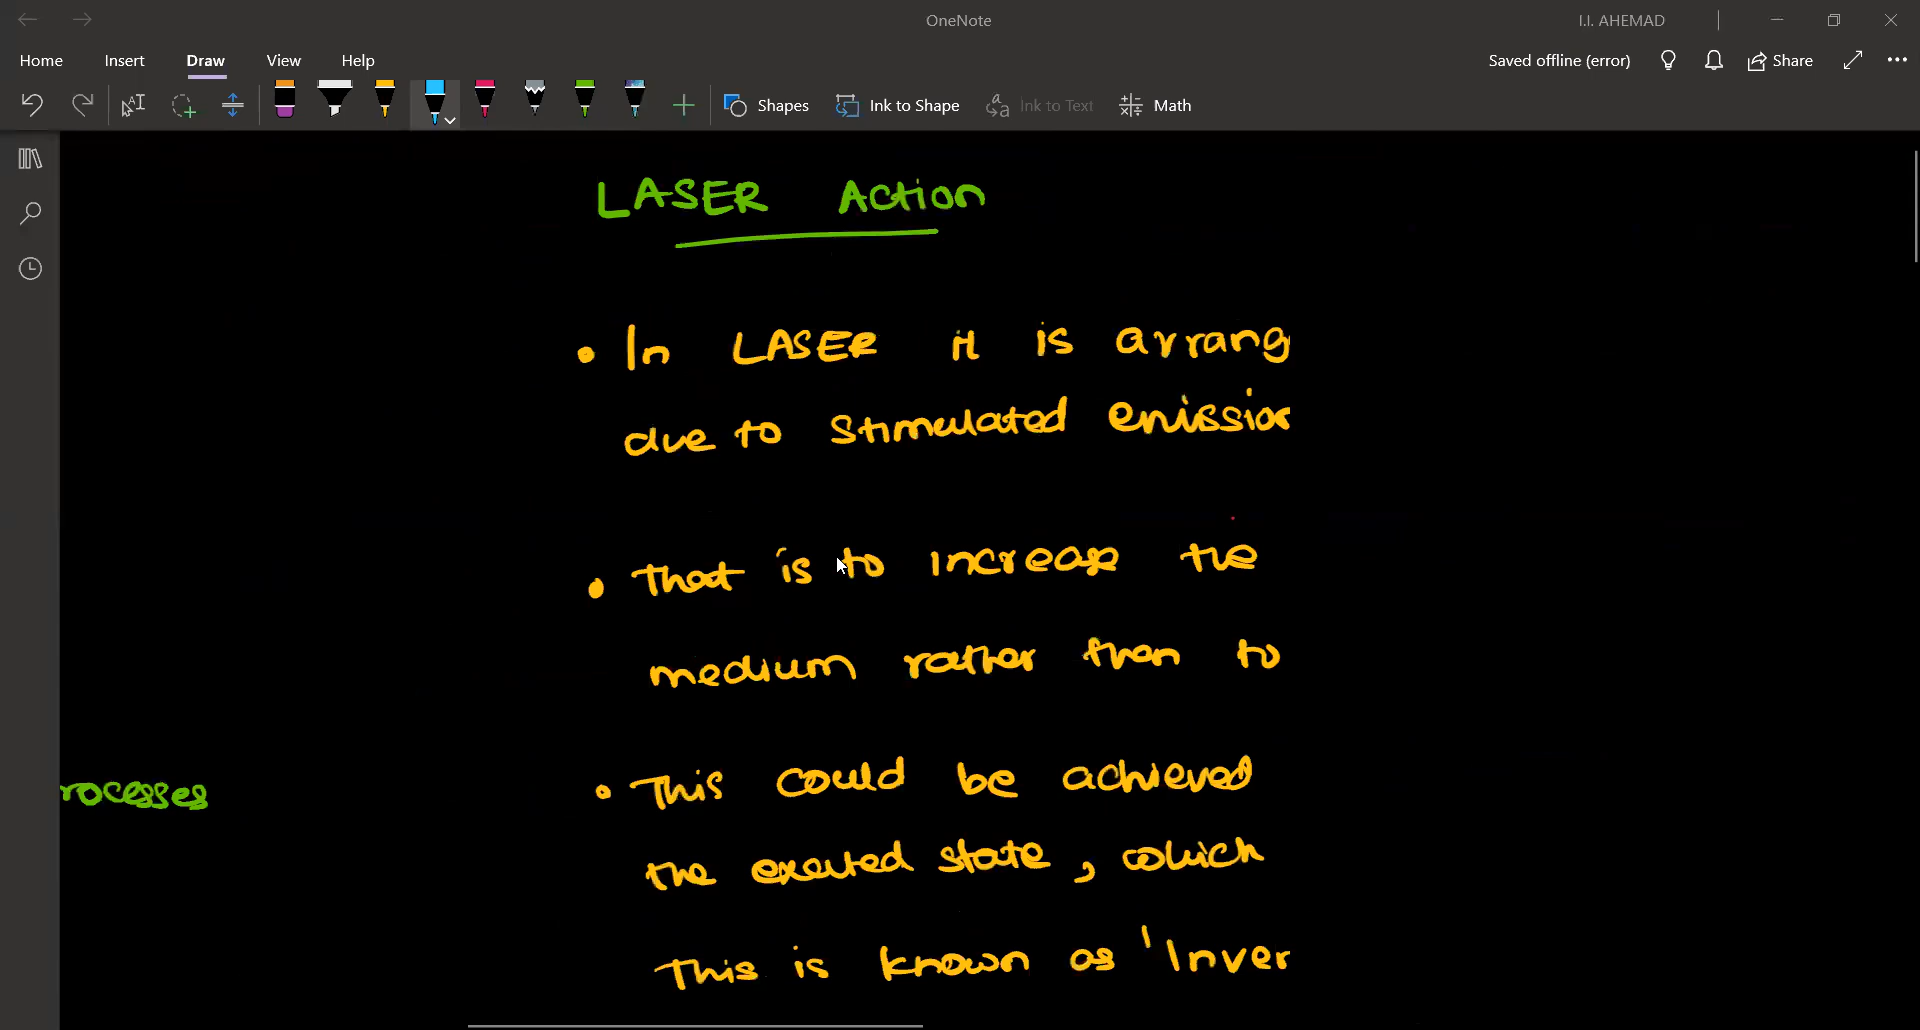 OneNote
I.I. AHEMAD
Home Insert Draw View Help
Saved offline (error) Share
Shapes Ink to Shape Ink to Text Math
LASER Action
• In LASER it is arrang
due to stimulated emission
• That is to increase the
medium rather than to
rocesses
• This could be achieved
the excited state, which
This is known as 'Inver